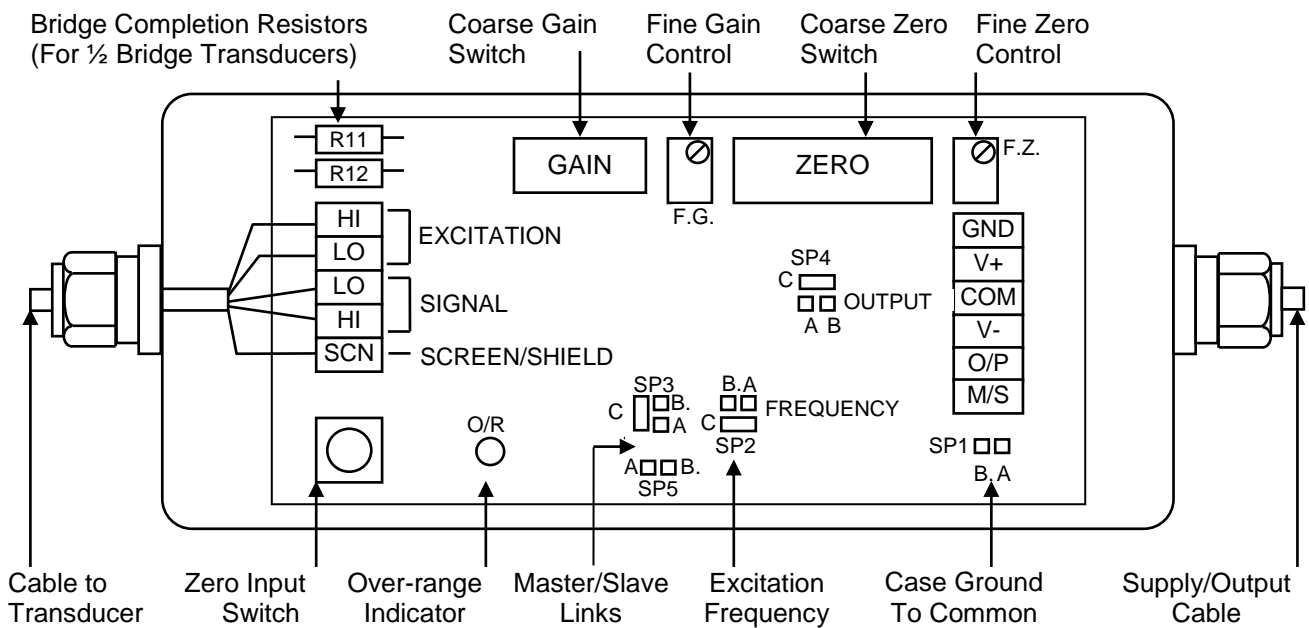 Bridge Completion Resistors
(For ½ Bridge Transducers)
Coarse Gain
Switch
Fine Gain
Control
Coarse Zero
Switch
Fine Zero
Control
R11
R12
GAIN
F.G.
ZERO
F.Z.
HI
LO
EXCITATION
LO
HI
SIGNAL
SCN
SCREEN/SHIELD
SP4
C
OUTPUT
A B
GND
V+
COM
V-
O/P
M/S
O/R
SP3
C
B.
A
A
B.
SP5
B.A
C
FREQUENCY
SP2
SP1
B.A
Cable to
Transducer
Zero Input
Switch
Over-range
Indicator
Master/Slave
Links
Excitation
Frequency
Case Ground
To Common
Supply/Output
Cable